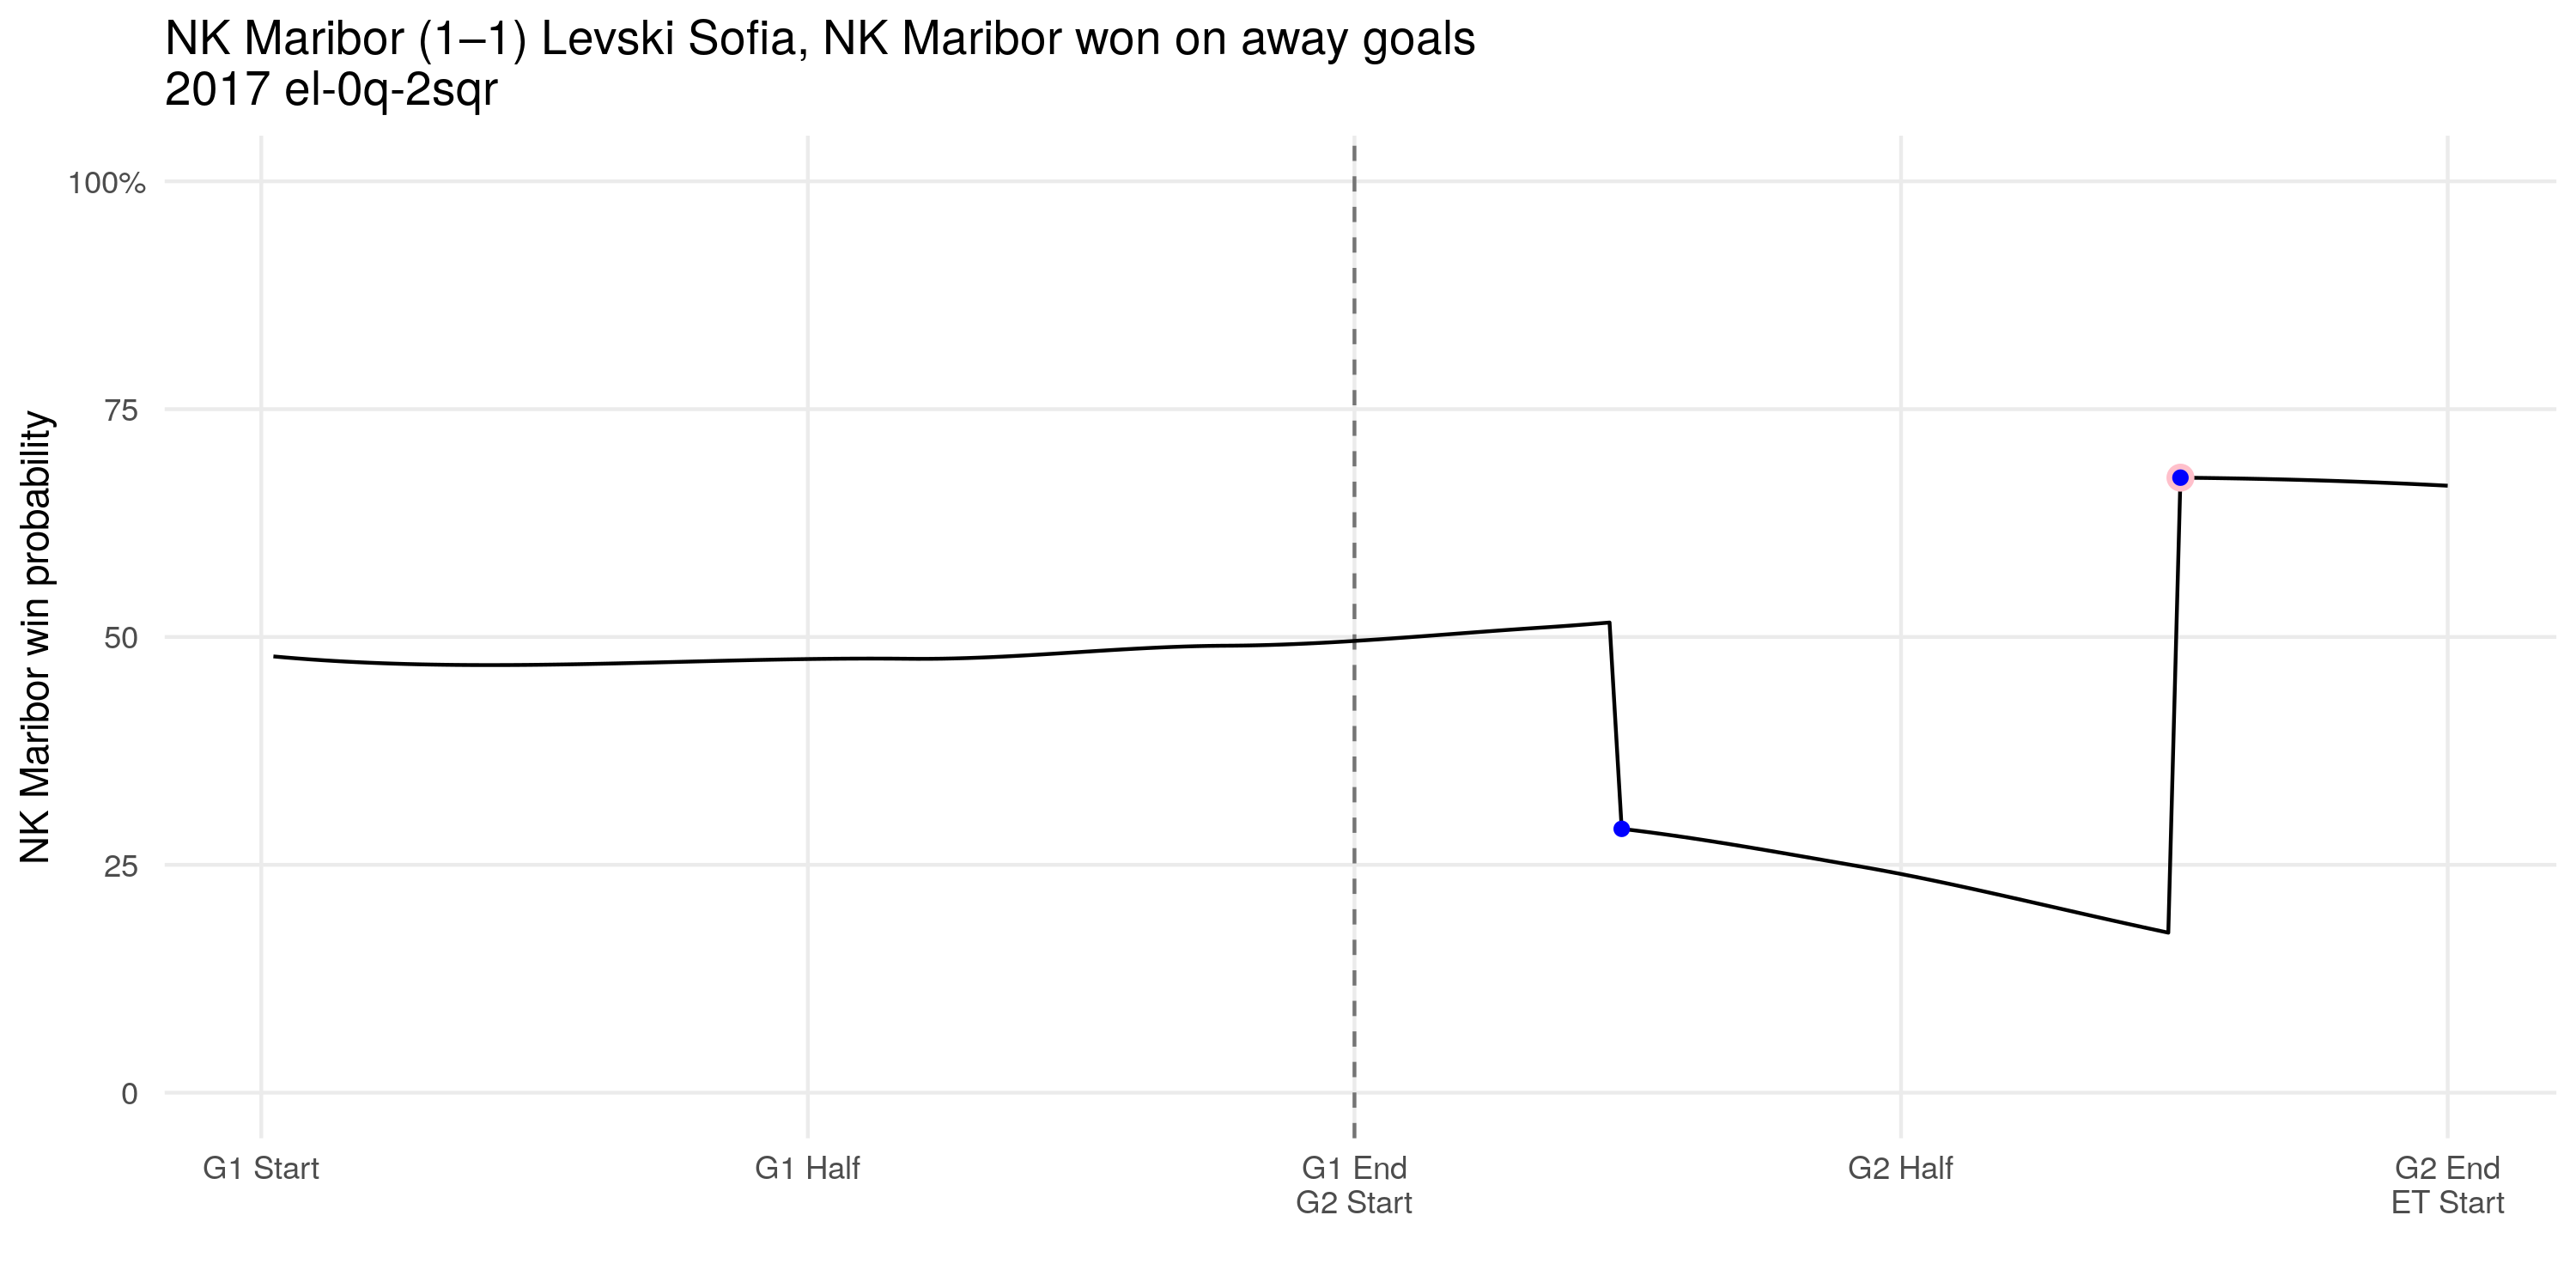 NK Maribor (1–1) Levski Sofia, NK Maribor won on away goals
2017 el-0q-2sqr
NK Maribor win probability
100%
75
50
25
0
G1 Start
G1 Half
G1 End
G2 Start
G2 Half
G2 End
ET Start